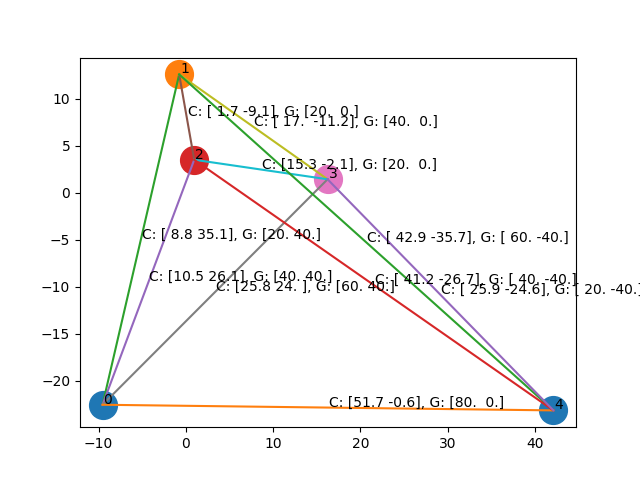 1
C: [ 1.7 -9.1], G: [20.  0.]
C: [ 17.  -11.2], G: [40.  0.]
2
C: [15.3 -2.1], G: [20.  0.]
3
C: [ 8.8 35.1], G: [20. 40.]
C: [ 42.9 -35.7], G: [ 60. -40.]
C: [10.5 26.1], G: [40. 40.]
C: [ 41.2 -26.7], G: [ 40. -40.]
C: [25.8 24. ], G: [60. 40.]
C: [ 25.9 -24.6], G: [ 20. -40.]
0
C: [51.7 -0.6], G: [80.  0.]
4
10
5
0
−5
−10
−15
−20
−10 0 10 20 30 40